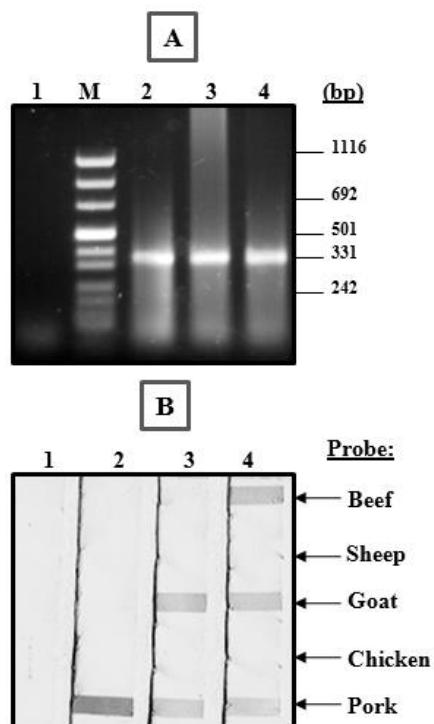 A
1 M 2 3 4 (bp)
1116
692
501
331
242
B
1 2 3 4 Probe:
Beef
Sheep
Goat
Chicken
Pork